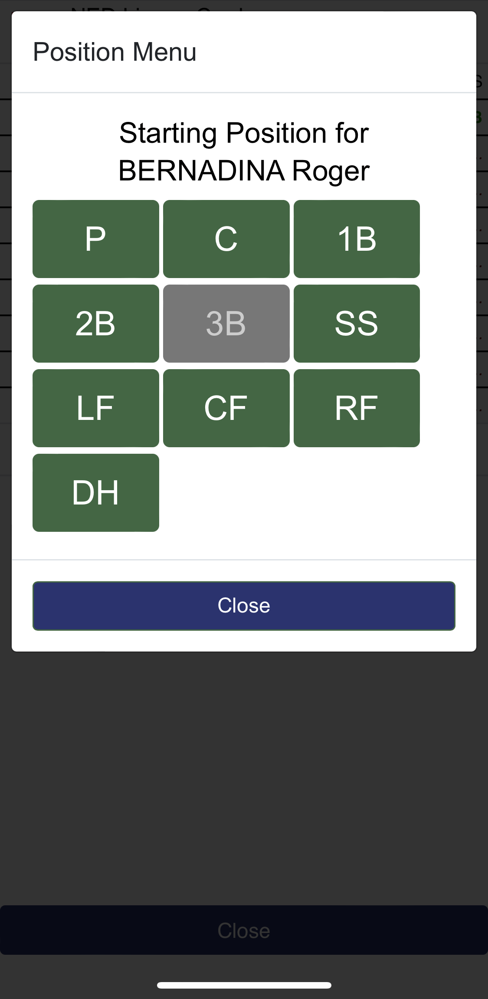 Position Menu
Starting Position for
BERNADINA Roger
P
C
1B
2B
3B
SS
LF
CF
RF
DH
Close
Close